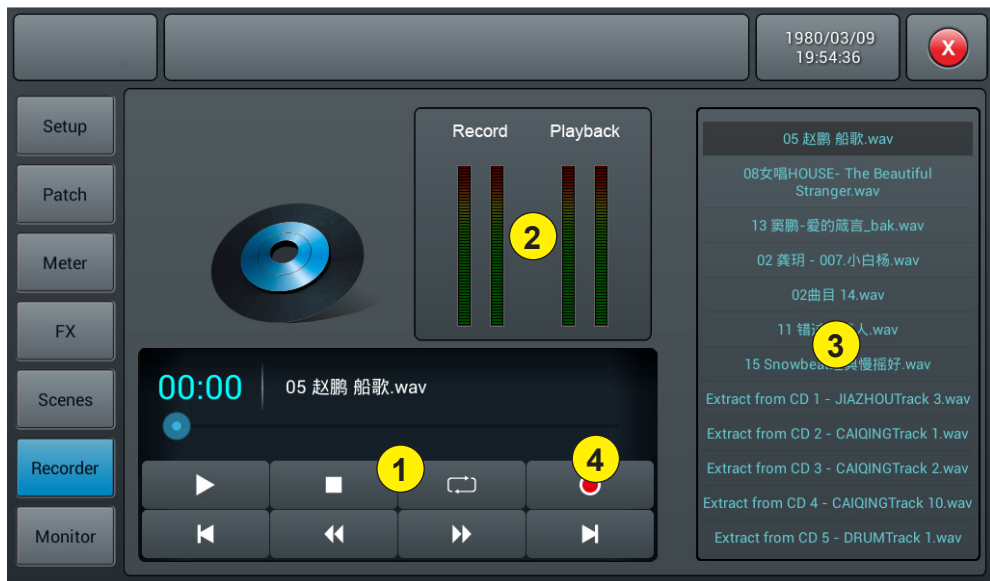 1980/03/09
19:54:36
X
Setup
Patch
Meter
FX
Scenes
Recorder
Monitor
Record
Playback
2
00:00
05 赵鹏 船歌.wav
1
4
05 赵鹏 船歌.wav
08女唱HOUSE- The Beautiful
Stranger.wav
13 窦鹏-爱的箴言_bak.wav
02 龚玥 - 007.小白杨.wav
02曲目 14.wav
11 错 人.wav
3
15 Snowbeat 慢摇好.wav
Extract from CD 1 - JIAZHOUTrack 3.wav
Extract from CD 2 - CAIQINGTrack 1.wav
Extract from CD 3 - CAIQINGTrack 2.wav
Extract from CD 4 - CAIQINGTrack 10.wav
Extract from CD 5 - DRUMTrack 1.wav